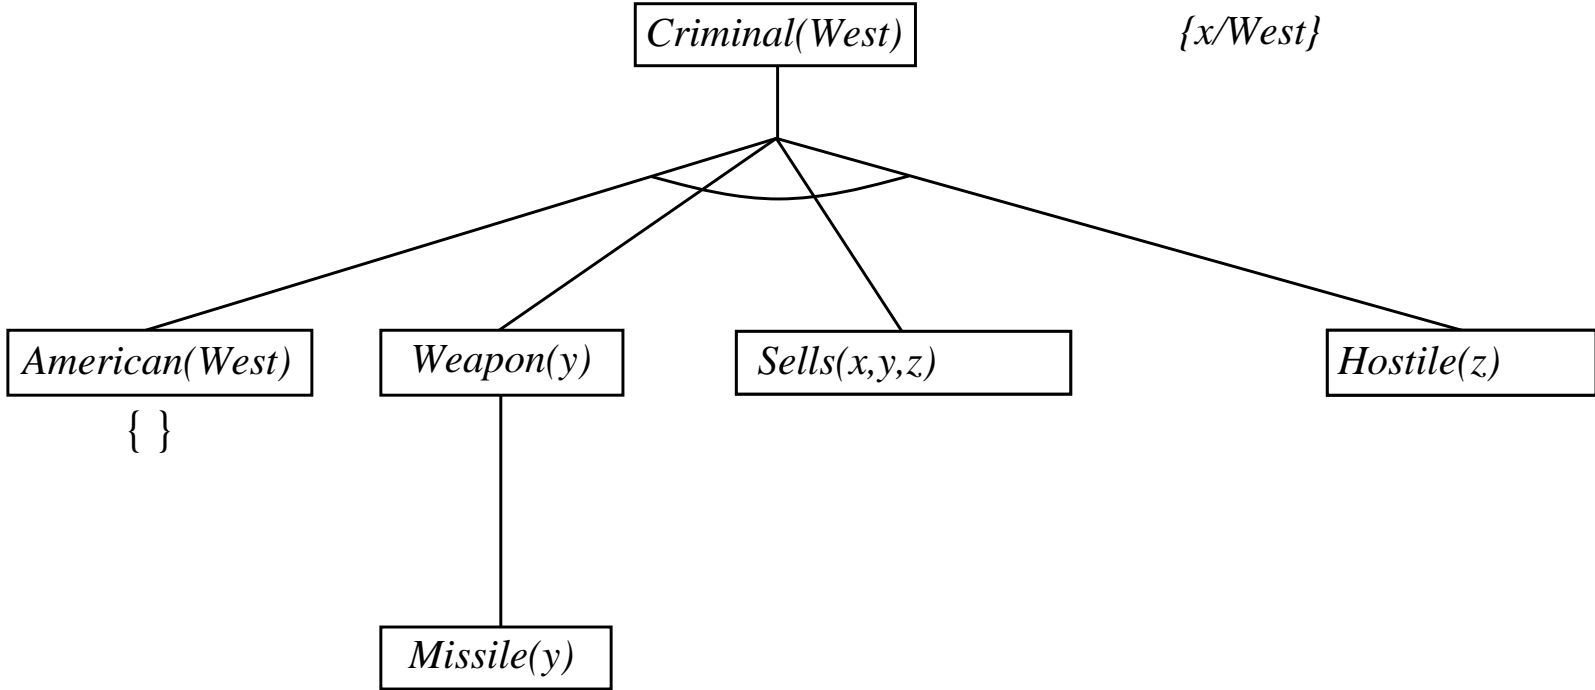 Criminal(West)
{x/West}
American(West)
Weapon(y)
Sells(x,y,z)
Hostile(z)
{ }
Missile(y)